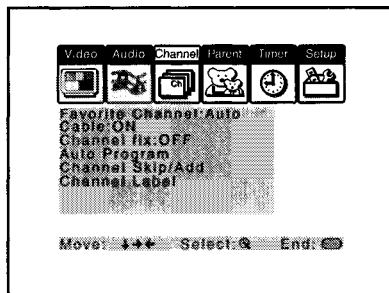 Video Audio Channel Parent Timer Setup
Ch
Favorite Channel:Auto
Cable:ON
Channel fix:OFF
Auto Program
Channel Skip/Add
Channel Label
Move: Select: End: